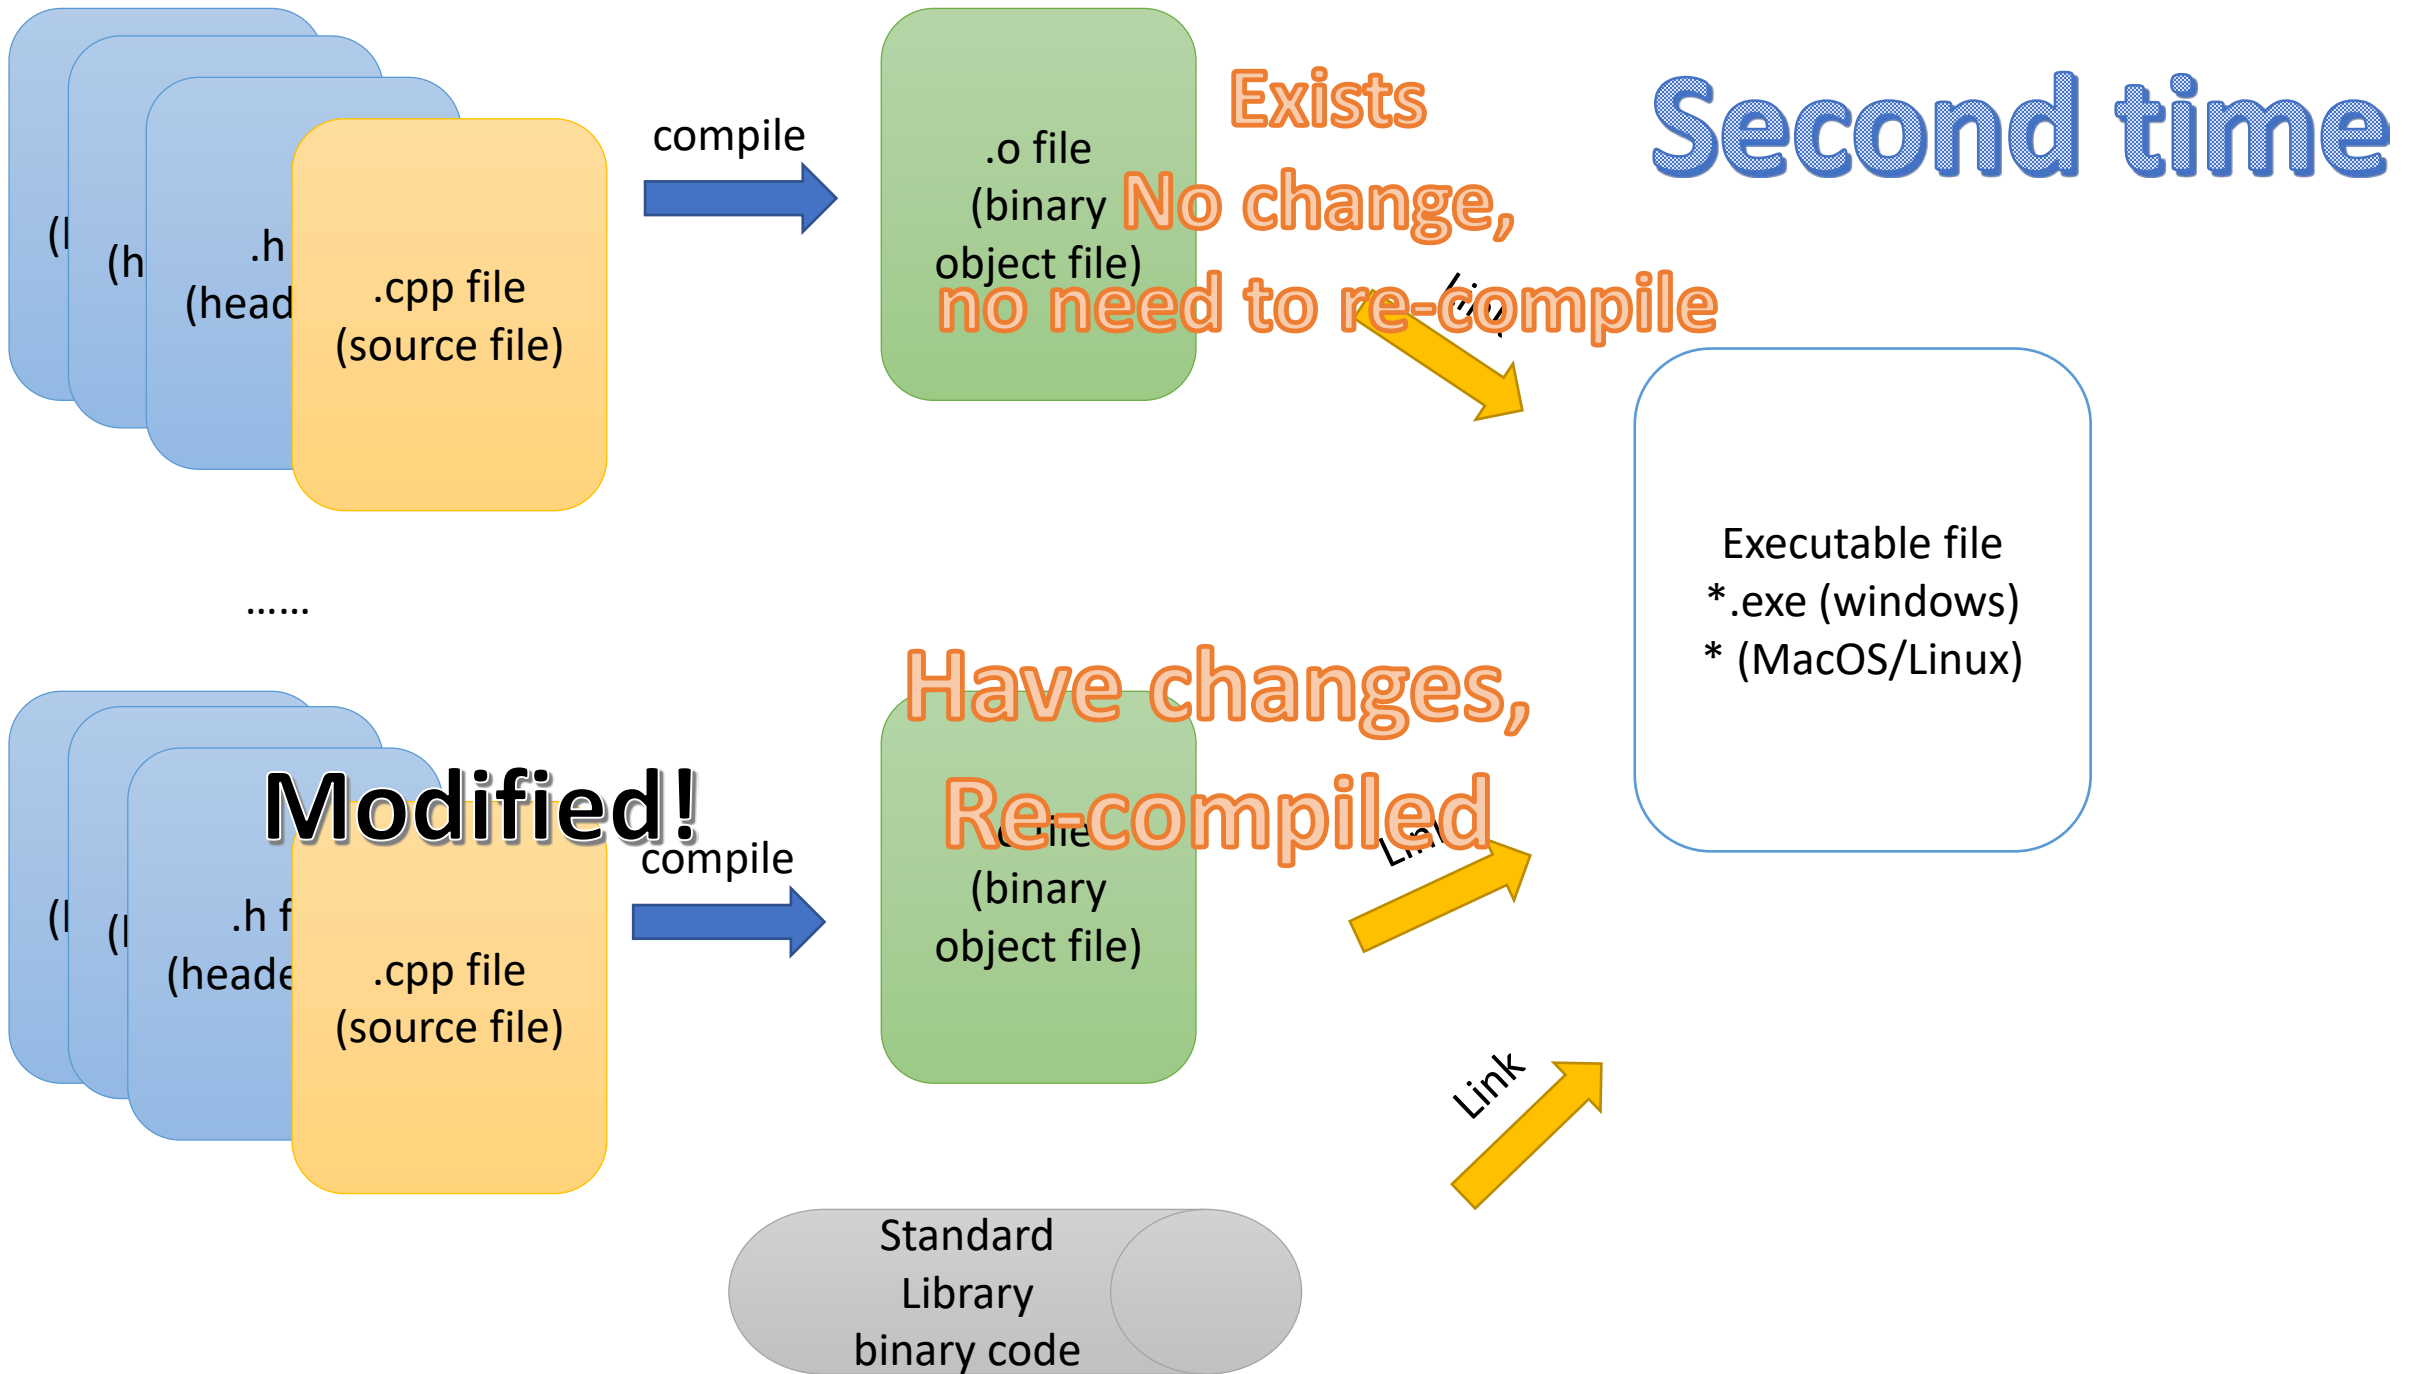 (h
.h
(head
.cpp file
(source file)
compile
.o file
(binary
object file)
Exists
No change,
no need to re-compile
Second time
Executable file
*.exe (windows)
* (MacOS/Linux)
......
Modified!
.h f
(heade
.cpp file
(source file)
compile
Have changes,
Re-compiled
file
(binary
object file)
Link
Standard
Library
binary code